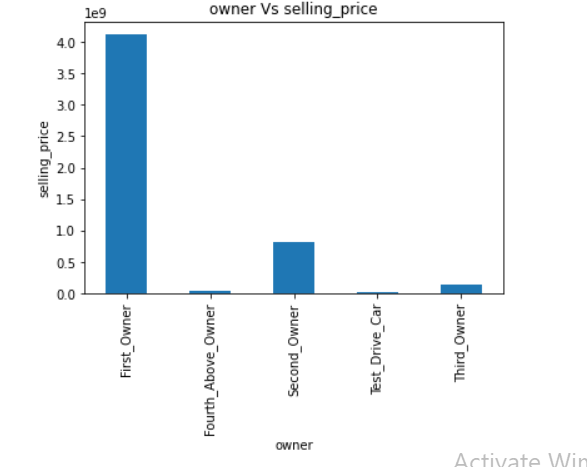 owner Vs selling_price
1e9
4.0
3.5
3.0
2.5
2.0
1.5
1.0
0.5
0.0
selling_price
First_Owner
Fourth_Above_Owner
Second_Owner
Test_Drive_Car
Third_Owner
owner
Activate Win